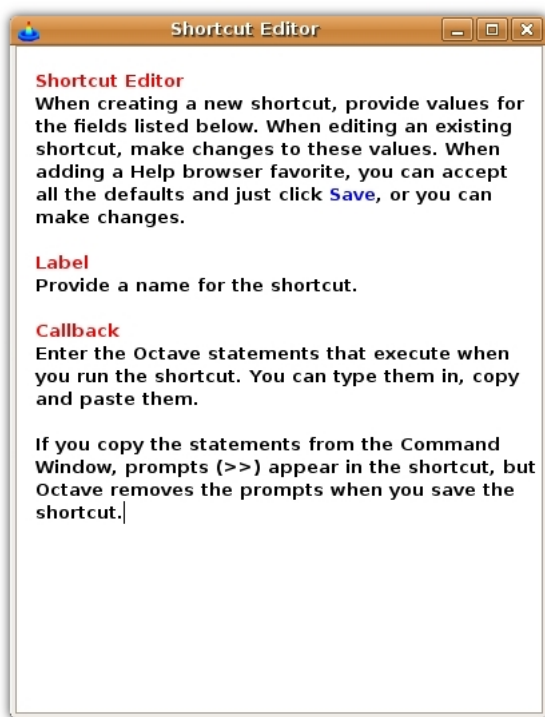 Shortcut Editor
Shortcut Editor
When creating a new shortcut, provide values for
the fields listed below. When editing an existing
shortcut, make changes to these values. When
adding a Help browser favorite, you can accept
all the defaults and just click Save, or you can
make changes.
Label
Provide a name for the shortcut.
Callback
Enter the Octave statements that execute when
you run the shortcut. You can type them in, copy
and paste them.
If you copy the statements from the Command
Window, prompts (>>) appear in the shortcut, but
Octave removes the prompts when you save the
shortcut.